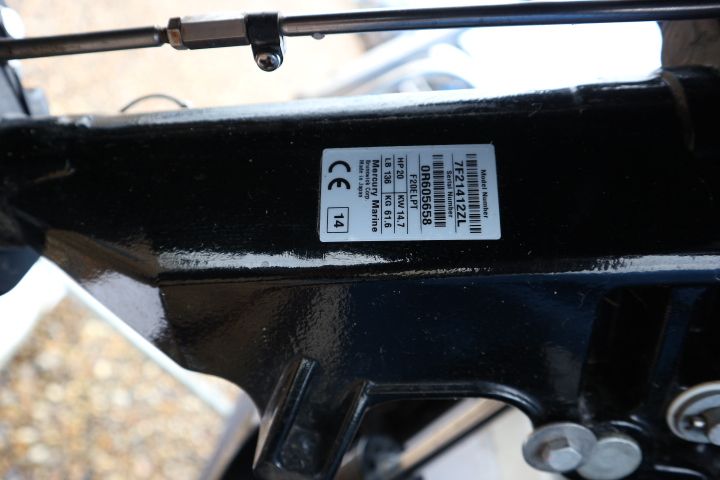 Model Number
7F21412ZL
Serial Number
0R605658
F20ELPT
HP 20 KW 14.7
LB 136 KG 61.6
Mercury Marine
Brunswick Corp.
Made in Japan
CE 14